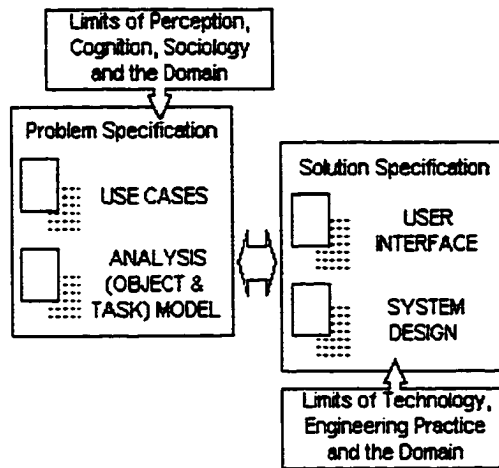 Limits of Perception,
Cognition, Sociology
and the Domain
Problem Specification
USE CASES
ANALYSIS
(OBJECT &
TASK) MODEL
Solution Specification
USER
INTERFACE
SYSTEM
DESIGN
Limits of Technology,
Engineering Practice
and the Domain